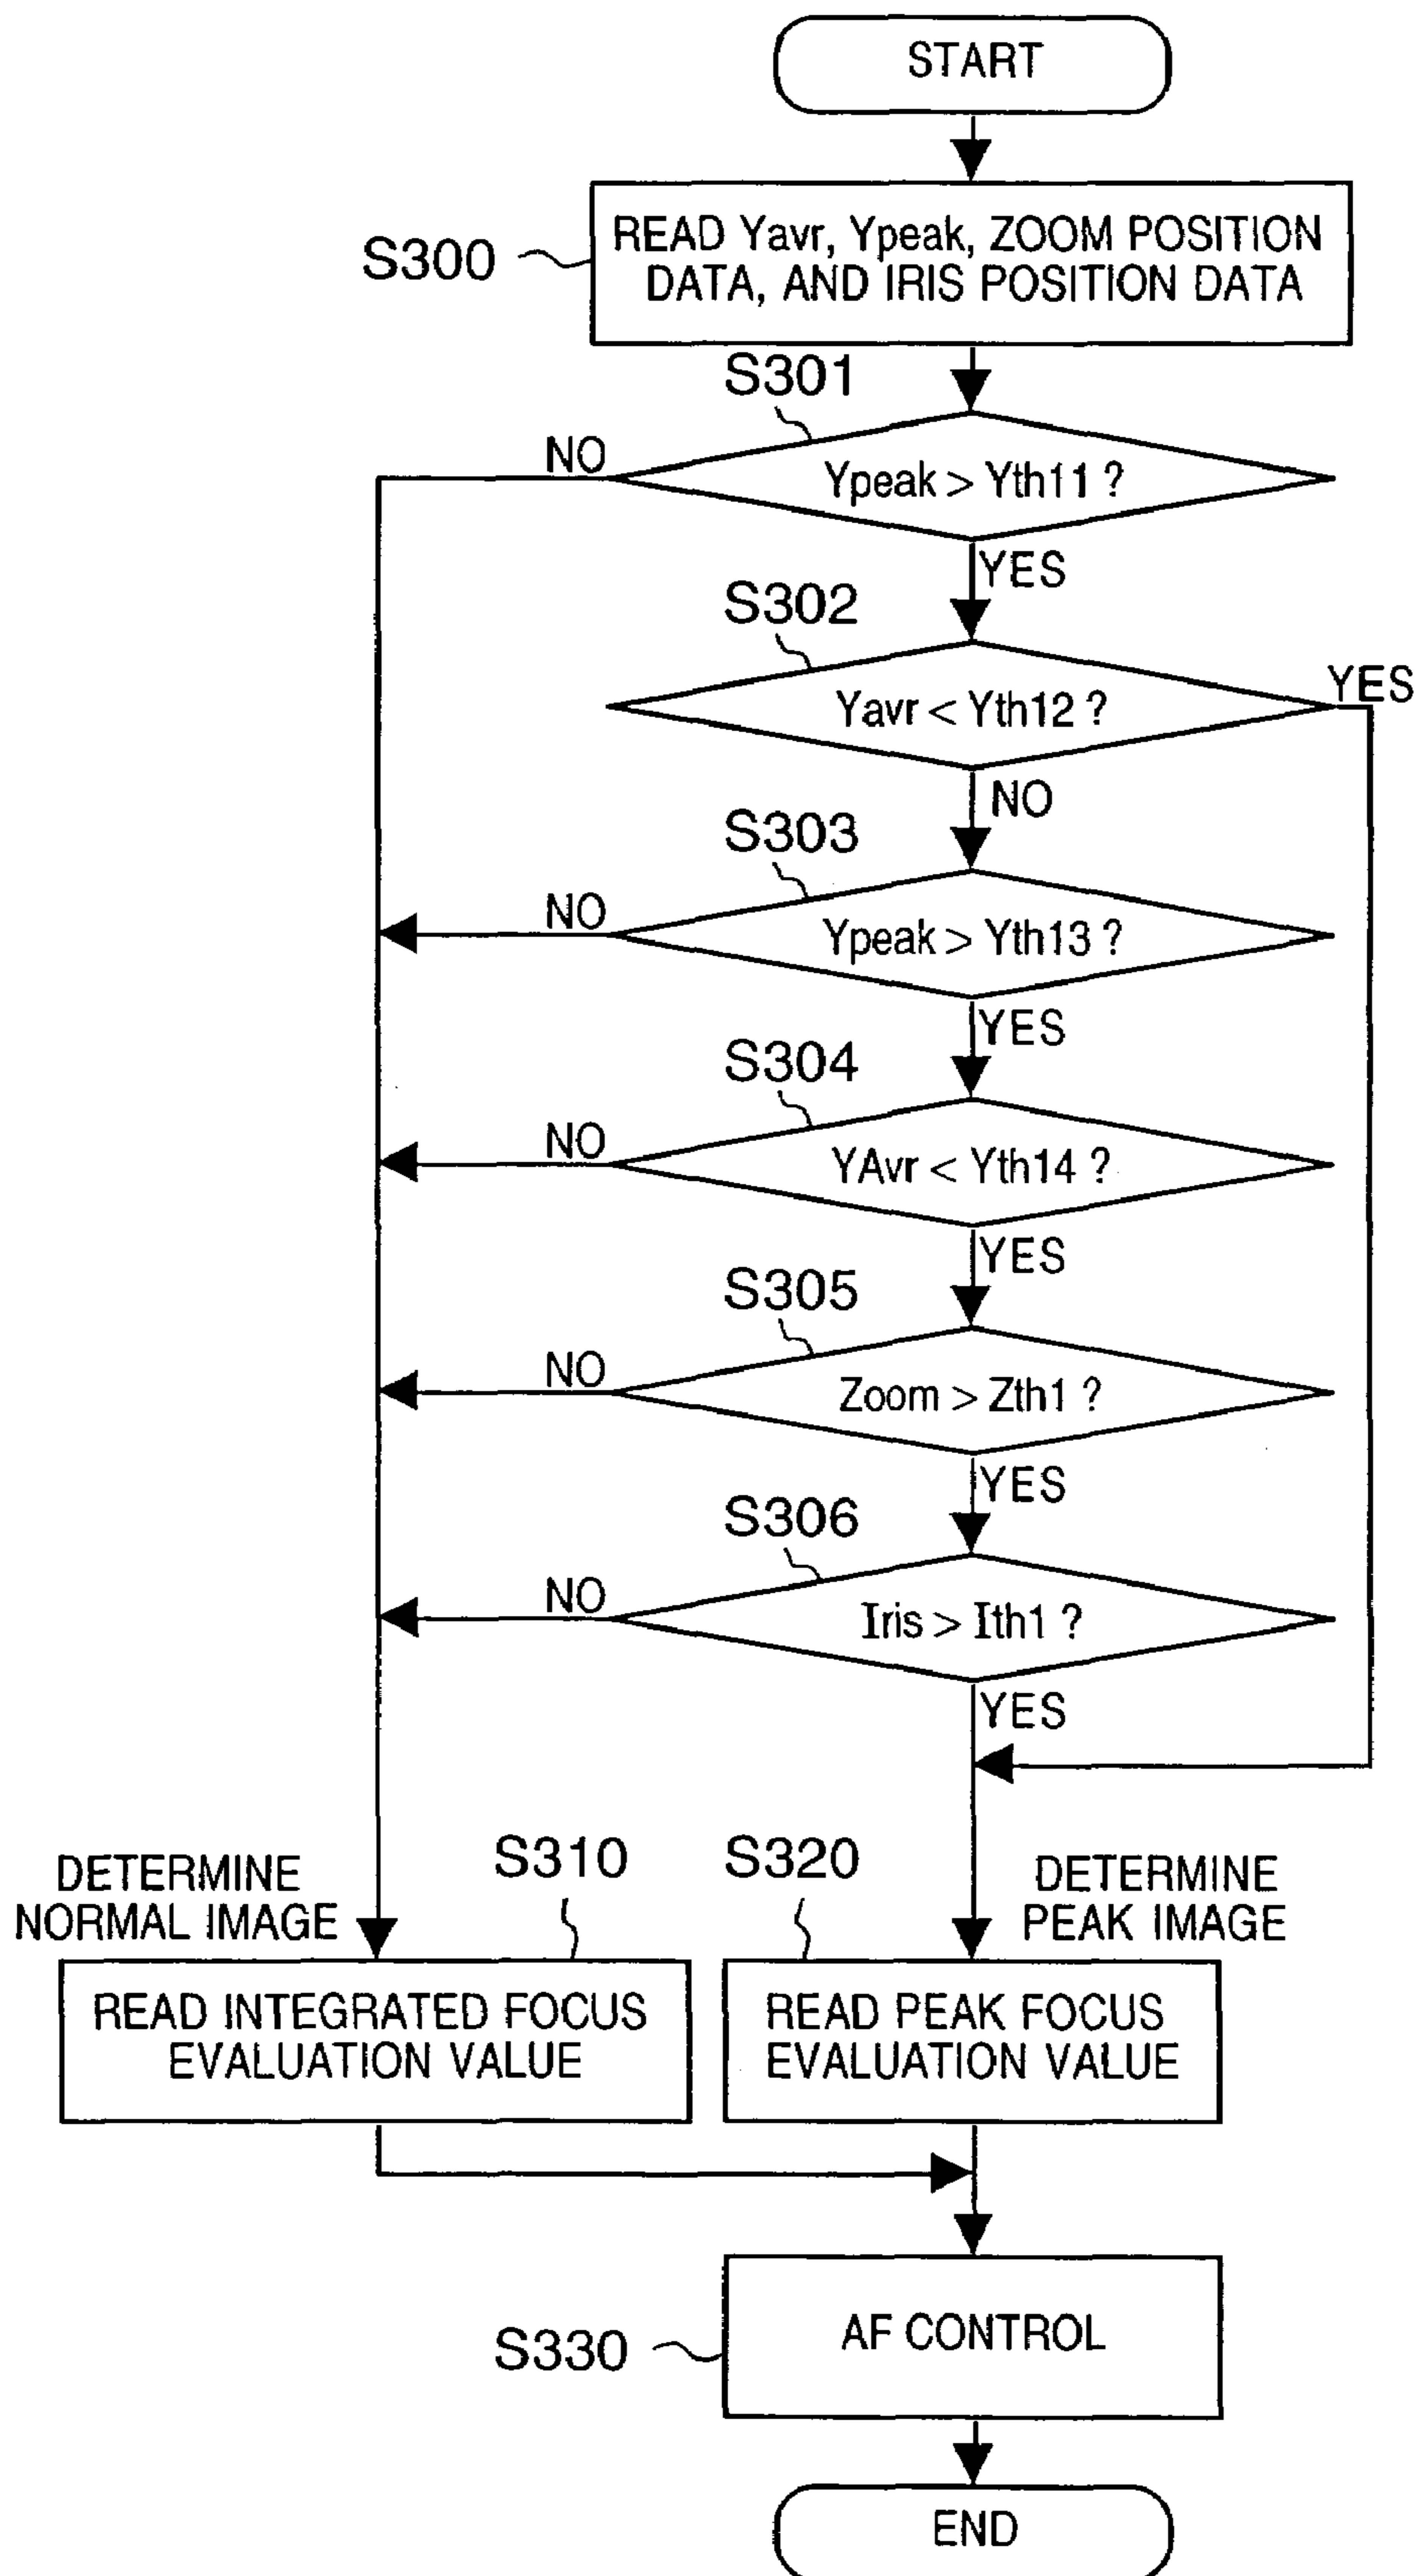 START
READ Yavr, Ypeak, ZOOM POSITION
DATA, AND IRIS POSITION DATA
S300
S301
Ypeak > Yth11 ?
NO
YES
S302
Yavr < Yth12 ?
YES
NO
S303
Ypeak > Yth13 ?
NO
YES
S304
YAvr < Yth14 ?
NO
YES
S305
Zoom > Zth1 ?
NO
YES
S306
Iris > Ith1 ?
NO
YES
DETERMINE
NORMAL IMAGE
S310
S320
DETERMINE
PEAK IMAGE
READ INTEGRATED FOCUS
EVALUATION VALUE
READ PEAK FOCUS
EVALUATION VALUE
AF CONTROL
S330
END